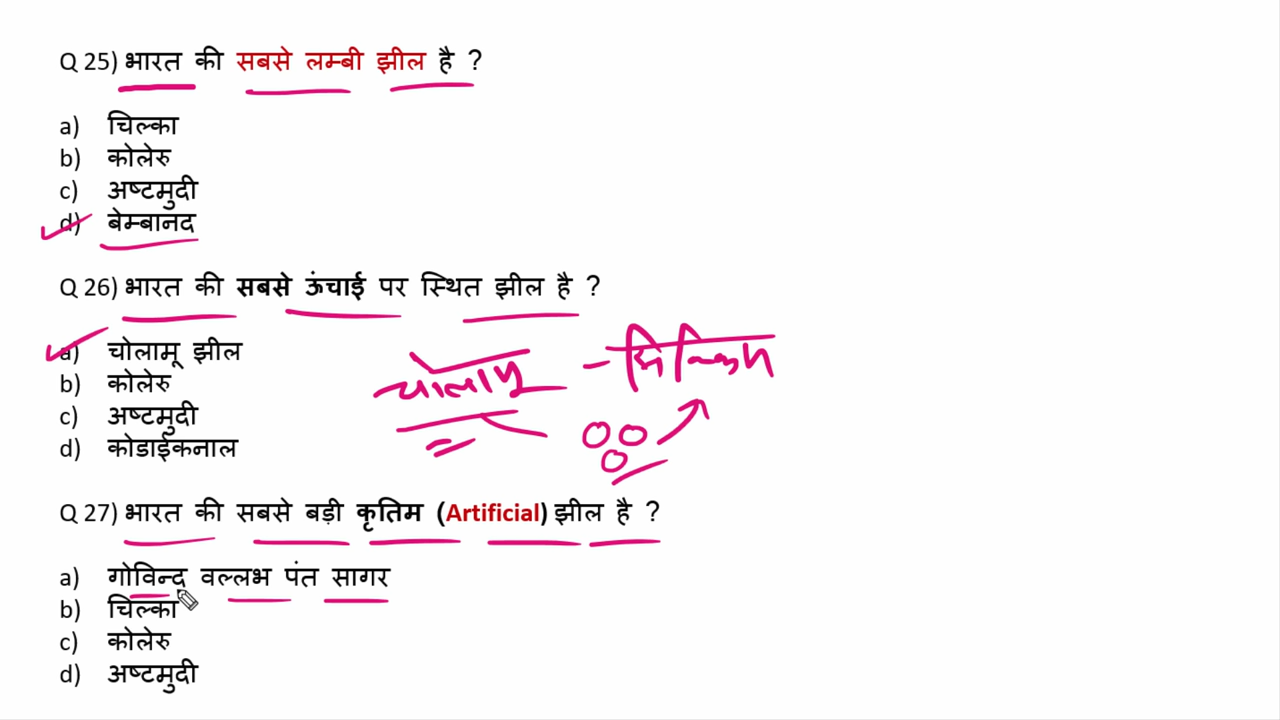 Q 25) भारत की सबसे लम्बी झील है ?
a) चिल्का
b) कोलेरु
c) अष्टमुदी
d) बेम्बानद
Q 26) भारत की सबसे ऊंचाई पर स्थित झील है ?
a) चोलामू झील
b) कोलेरु
c) अष्टमुदी
d) कोडाईकनाल
चोलामू - सिक्किम
Q 27) भारत की सबसे बड़ी कृतिम (Artificial) झील है ?
a) गोविन्द वल्लभ पंत सागर
b) चिल्का
c) कोलेरु
d) अष्टमुदी